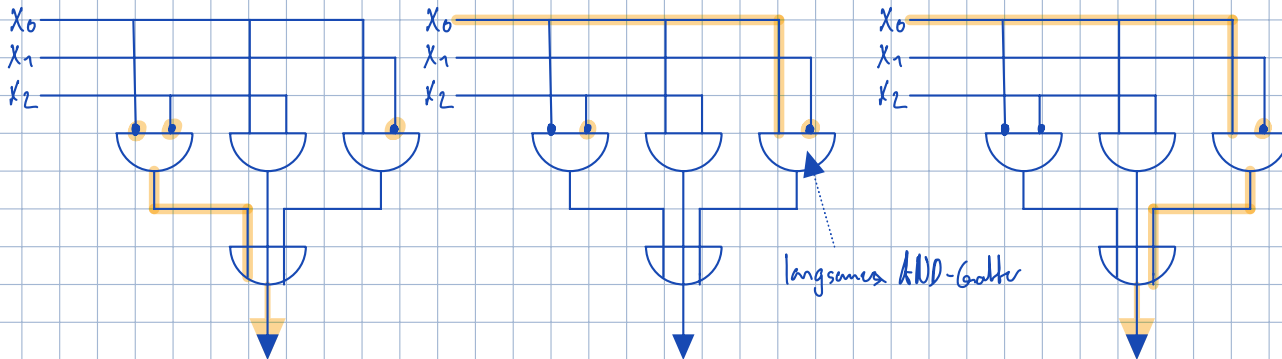 X₀
X₁
X₂
X₀
X₁
X₂
X₀
X₁
X₂
langsames AND-Gatter